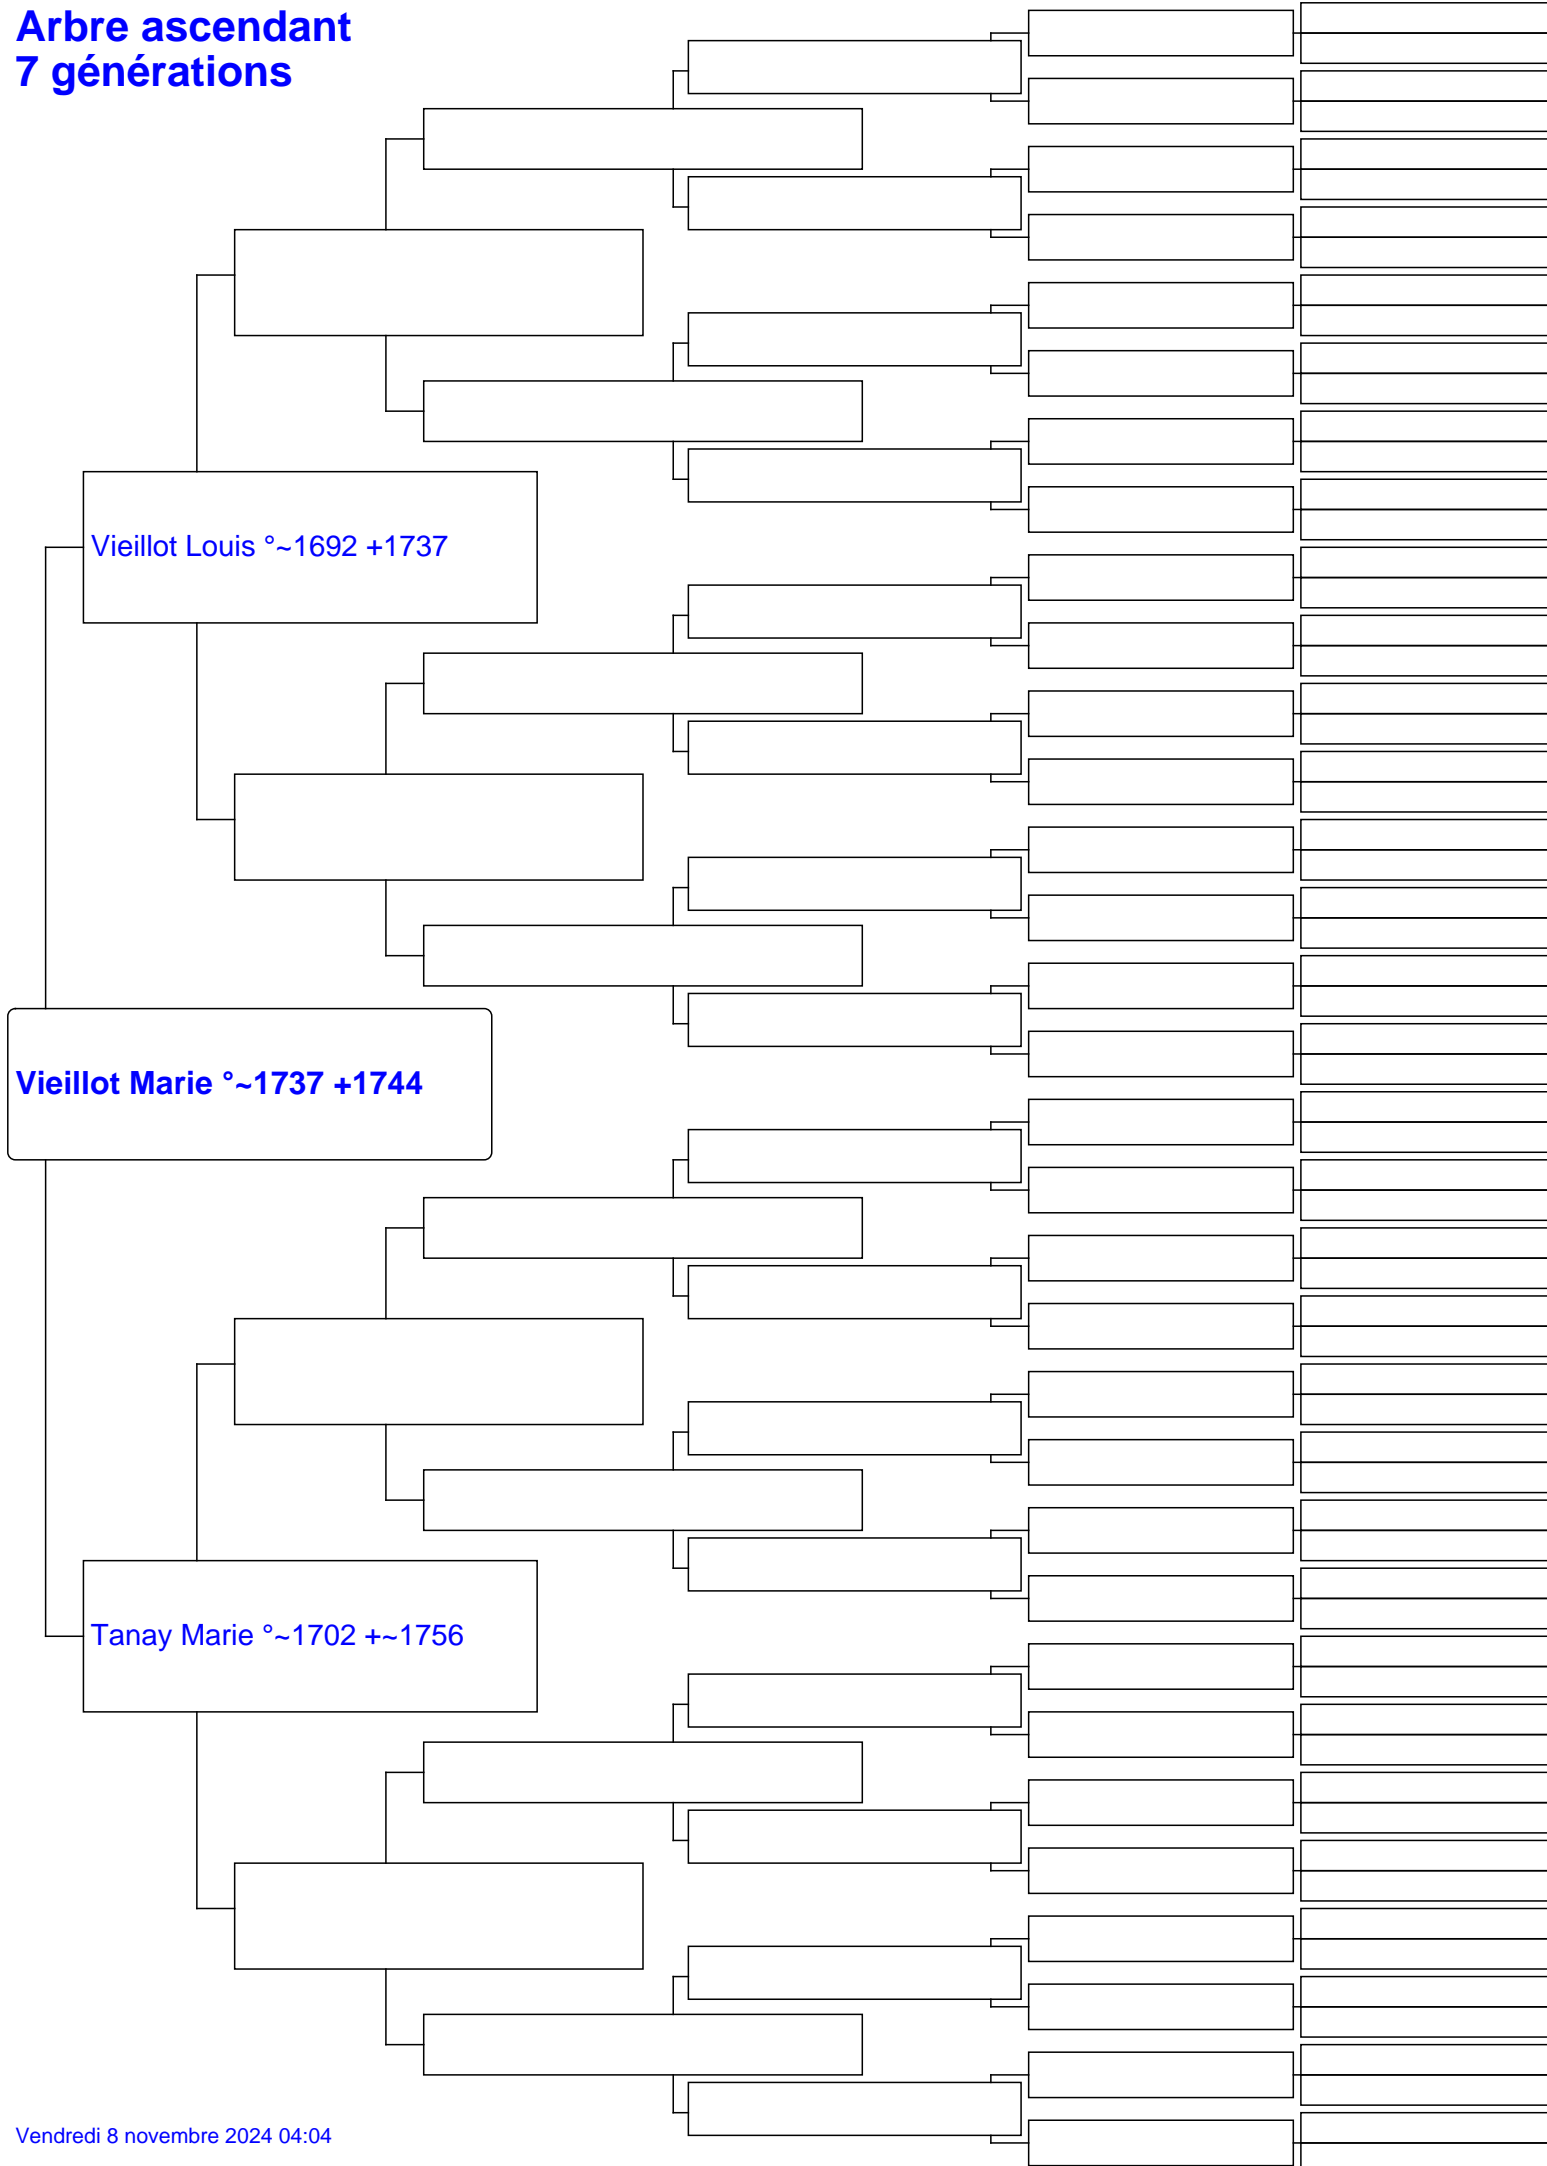 Arbre ascendant
7 générations
Vieillot Louis °~1692 +1737
Vieillot Marie °~1737 +1744
Tanay Marie °~1702 +~1756
Vendredi 8 novembre 2024 04:04